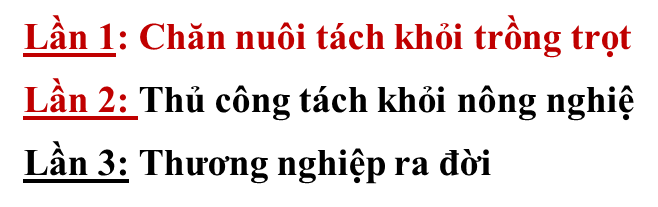 Lần 1: Chăn nuôi tách khỏi trồng trọt
Lần 2: Thủ công tách khỏi nông nghiệ
Lần 3: Thương nghiệp ra đời